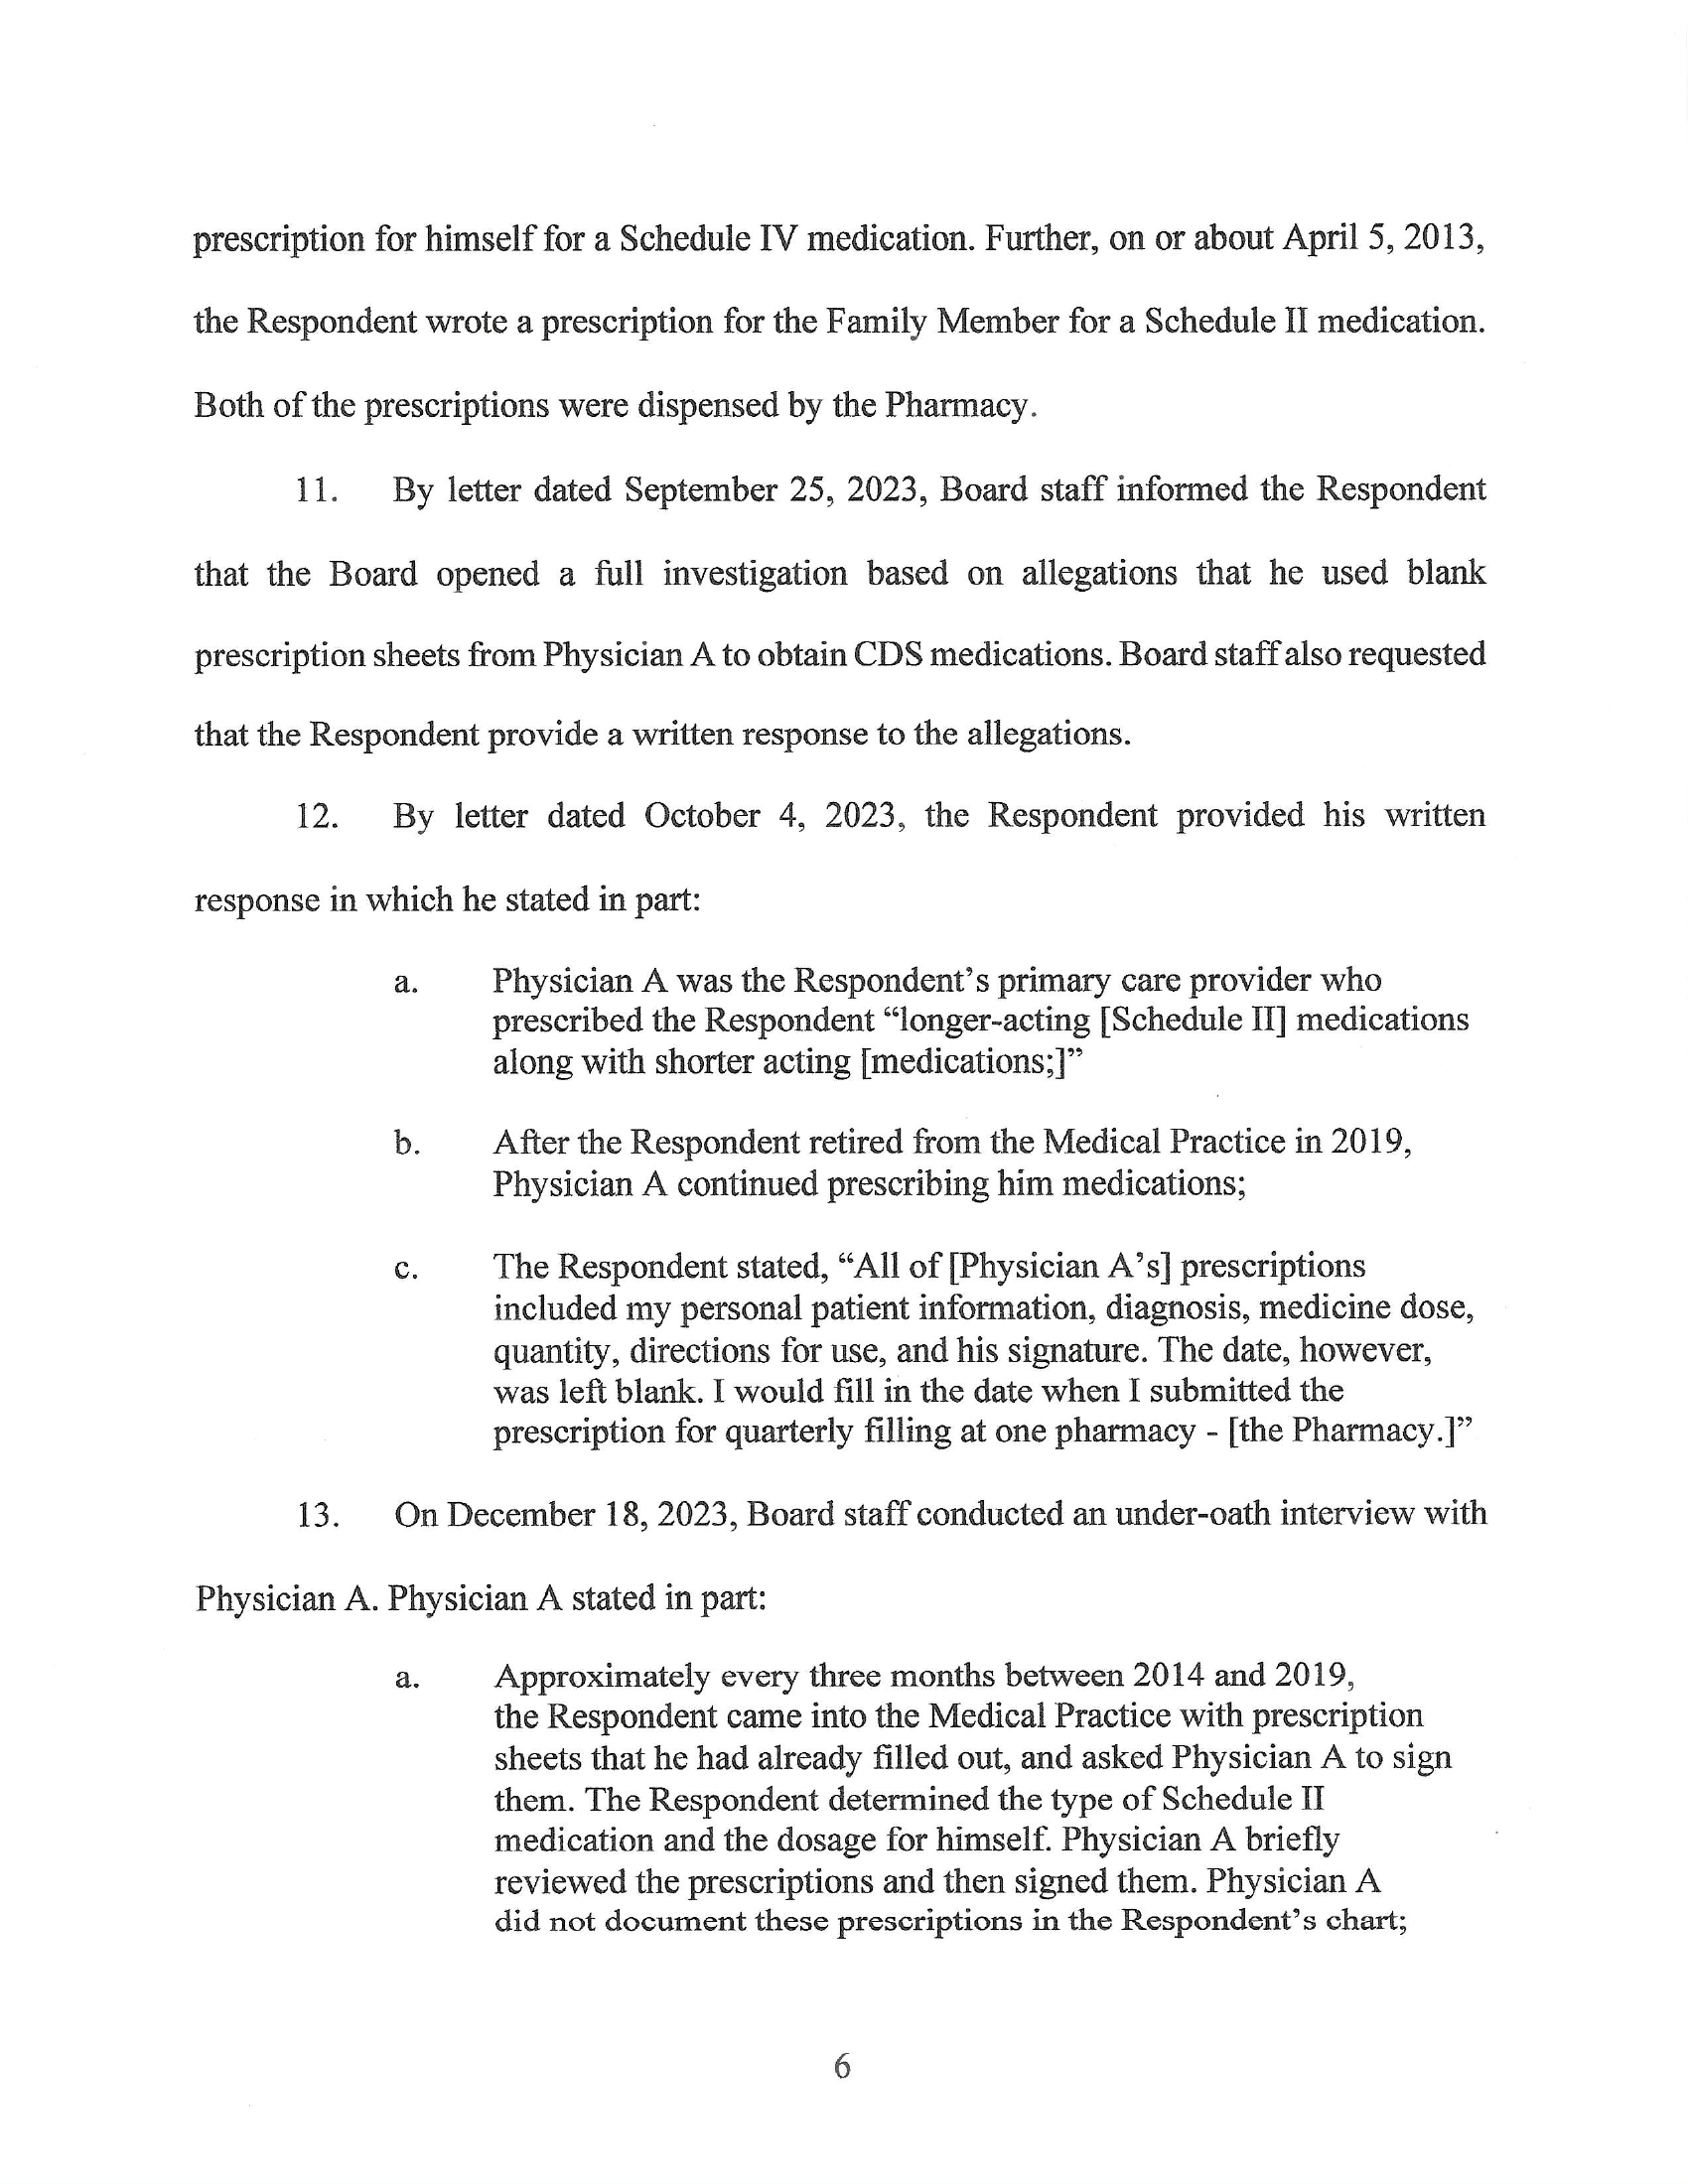 prescription for himself for a Schedule IV medication. Further, on or about April 5, 2013,
the Respondent wrote a prescription for the Family Member for a Schedule II medication.
Both of the prescriptions were dispensed by the Pharmacy.
11. By letter dated September 25, 2023, Board staff informed the Respondent
that the Board opened a full investigation based on allegations that he used blank
prescription sheets from Physician A to obtain CDS medications. Board staff also requested
that the Respondent provide a written response to the allegations.
12. By letter dated October 4, 2023, the Respondent provided his written
response in which he stated in part:
a. Physician A was the Respondent’s primary care provider who
prescribed the Respondent “longer-acting [Schedule II] medications
along with shorter acting [medications;]”
b. After the Respondent retired from the Medical Practice in 2019,
Physician A continued prescribing him medications;
c. The Respondent stated, “All of [Physician A’s] prescriptions
included my personal patient information, diagnosis, medicine dose,
quantity, directions for use, and his signature. The date, however,
was left blank. I would fill in the date when I submitted the
prescription for quarterly filling at one pharmacy - [the Pharmacy.]”
13. On December 18, 2023, Board staff conducted an under-oath interview with
Physician A. Physician A stated in part:
a. Approximately every three months between 2014 and 2019,
the Respondent came into the Medical Practice with prescription
sheets that he had already filled out, and asked Physician A to sign
them. The Respondent determined the type of Schedule II
medication and the dosage for himself. Physician A briefly
reviewed the prescriptions and then signed them. Physician A
did not document these prescriptions in the Respondent’s chart;
6